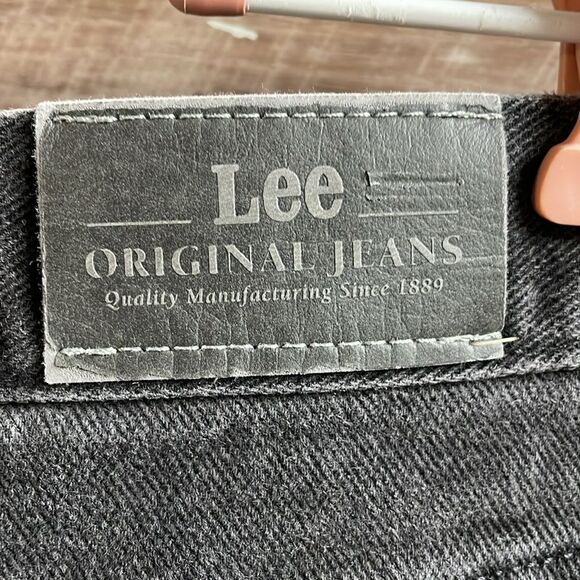 Lee
ORIGINAL JEANS
Quality Manufacturing Since 1889